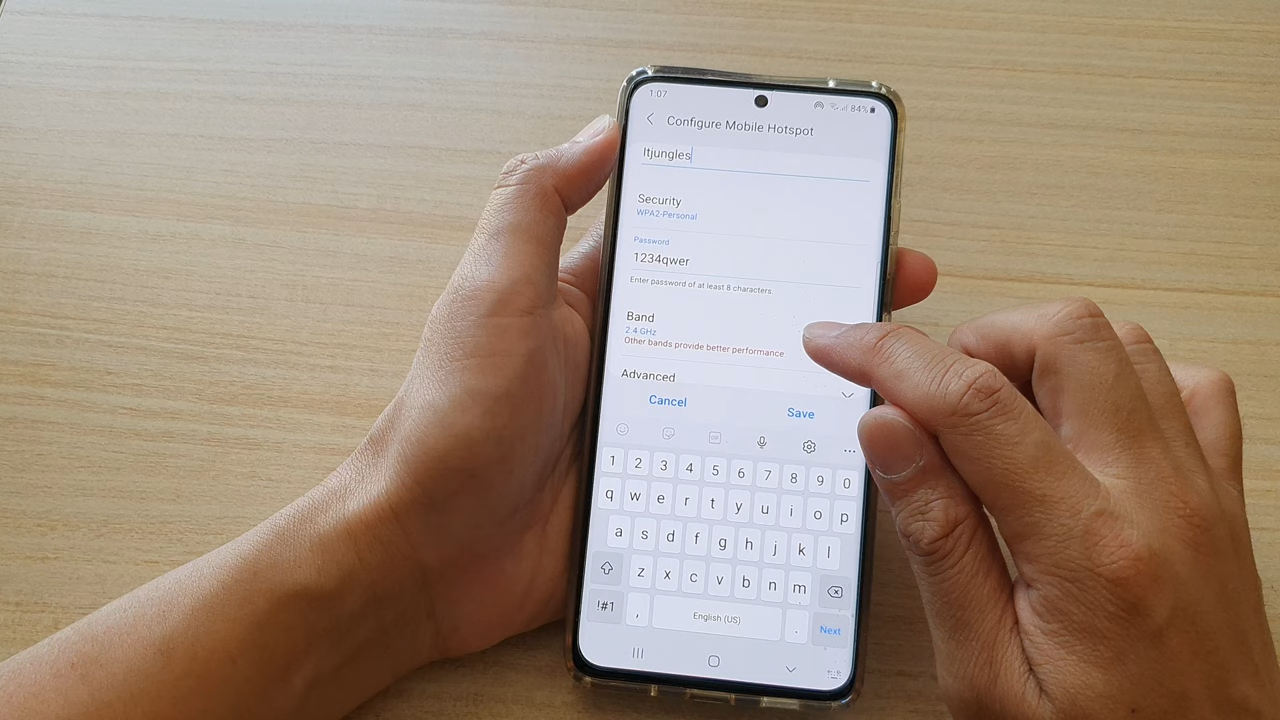 1:07 84%
Configure Mobile Hotspot
Itjungles
Security
WPA2-Personal
Password
1234qwer
Enter password of at least 8 characters.
Band
2.4 GHz
Other bands provide better performance.
Advanced
Cancel Save
GIF
1 2 3 4 5 6 7 8 9 0
q w e r t y u i o p
a s d f g h j k l
z x c v b n m
!#1 , English (US) . Next